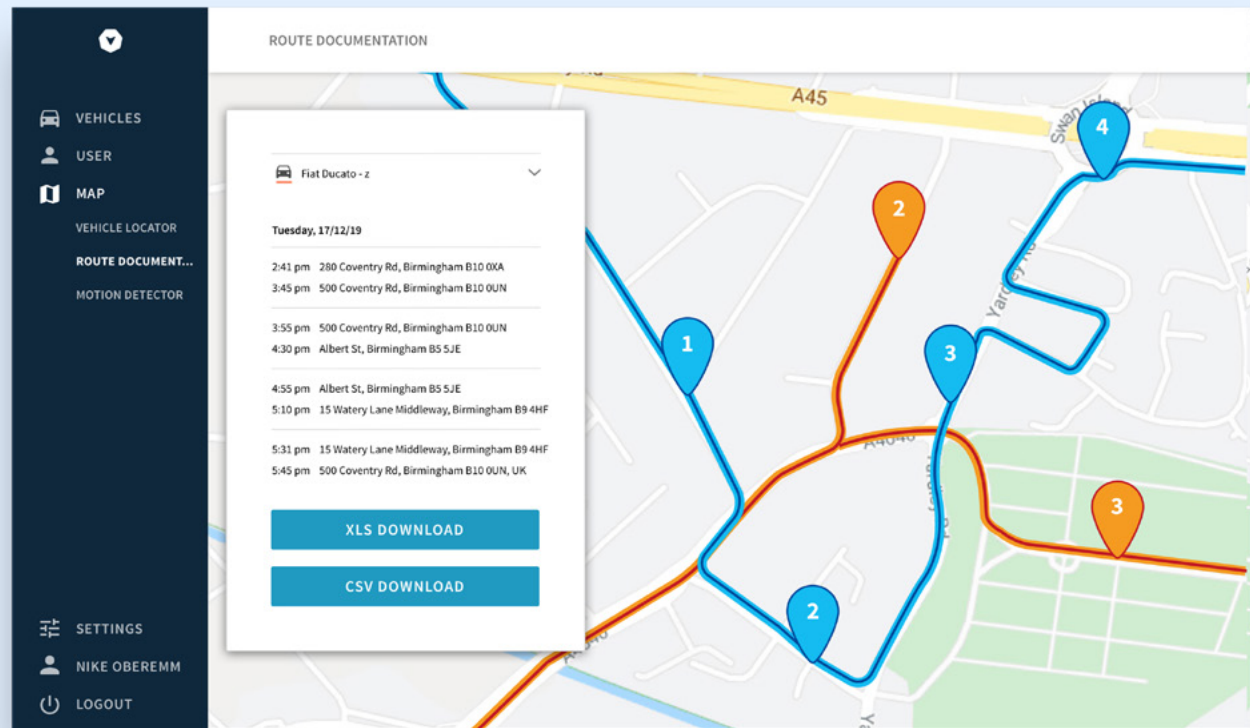 ROUTE DOCUMENTATION
VEHICLES
USER
MAP
VEHICLE LOCATOR
ROUTE DOCUMENT...
MOTION DETECTOR
SETTINGS
NIKE OBEREMM
LOGOUT
Fiat Ducato - z
Tuesday, 17/12/19
2:41 pm 280 Coventry Rd, Birmingham B10 0XA
3:45 pm 500 Coventry Rd, Birmingham B10 0UN
3:55 pm 500 Coventry Rd, Birmingham B10 0UN
4:30 pm Albert St, Birmingham B5 5JE
4:55 pm Albert St, Birmingham B5 5JE
5:10 pm 15 Watery Lane Middleway, Birmingham B9 4HF
5:31 pm 15 Watery Lane Middleway, Birmingham B9 4HF
5:45 pm 500 Coventry Rd, Birmingham B10 0UN, UK
XLS DOWNLOAD
CSV DOWNLOAD
A45
Swan Island
4
2
Yardley Rd
1
3
A4040
3
2
A4040